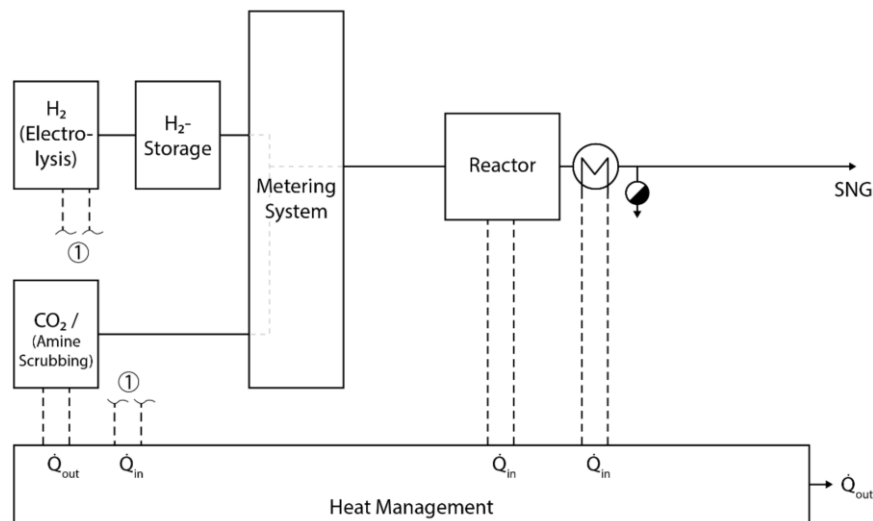 H₂
(Electro-
lysis)
H₂-
Storage
Metering
System
Reactor
SNG
①
CO₂ /
(Amine
Scrubbing)
①
Q̇out
Q̇in
Q̇in
Q̇in
Q̇out
Heat Management